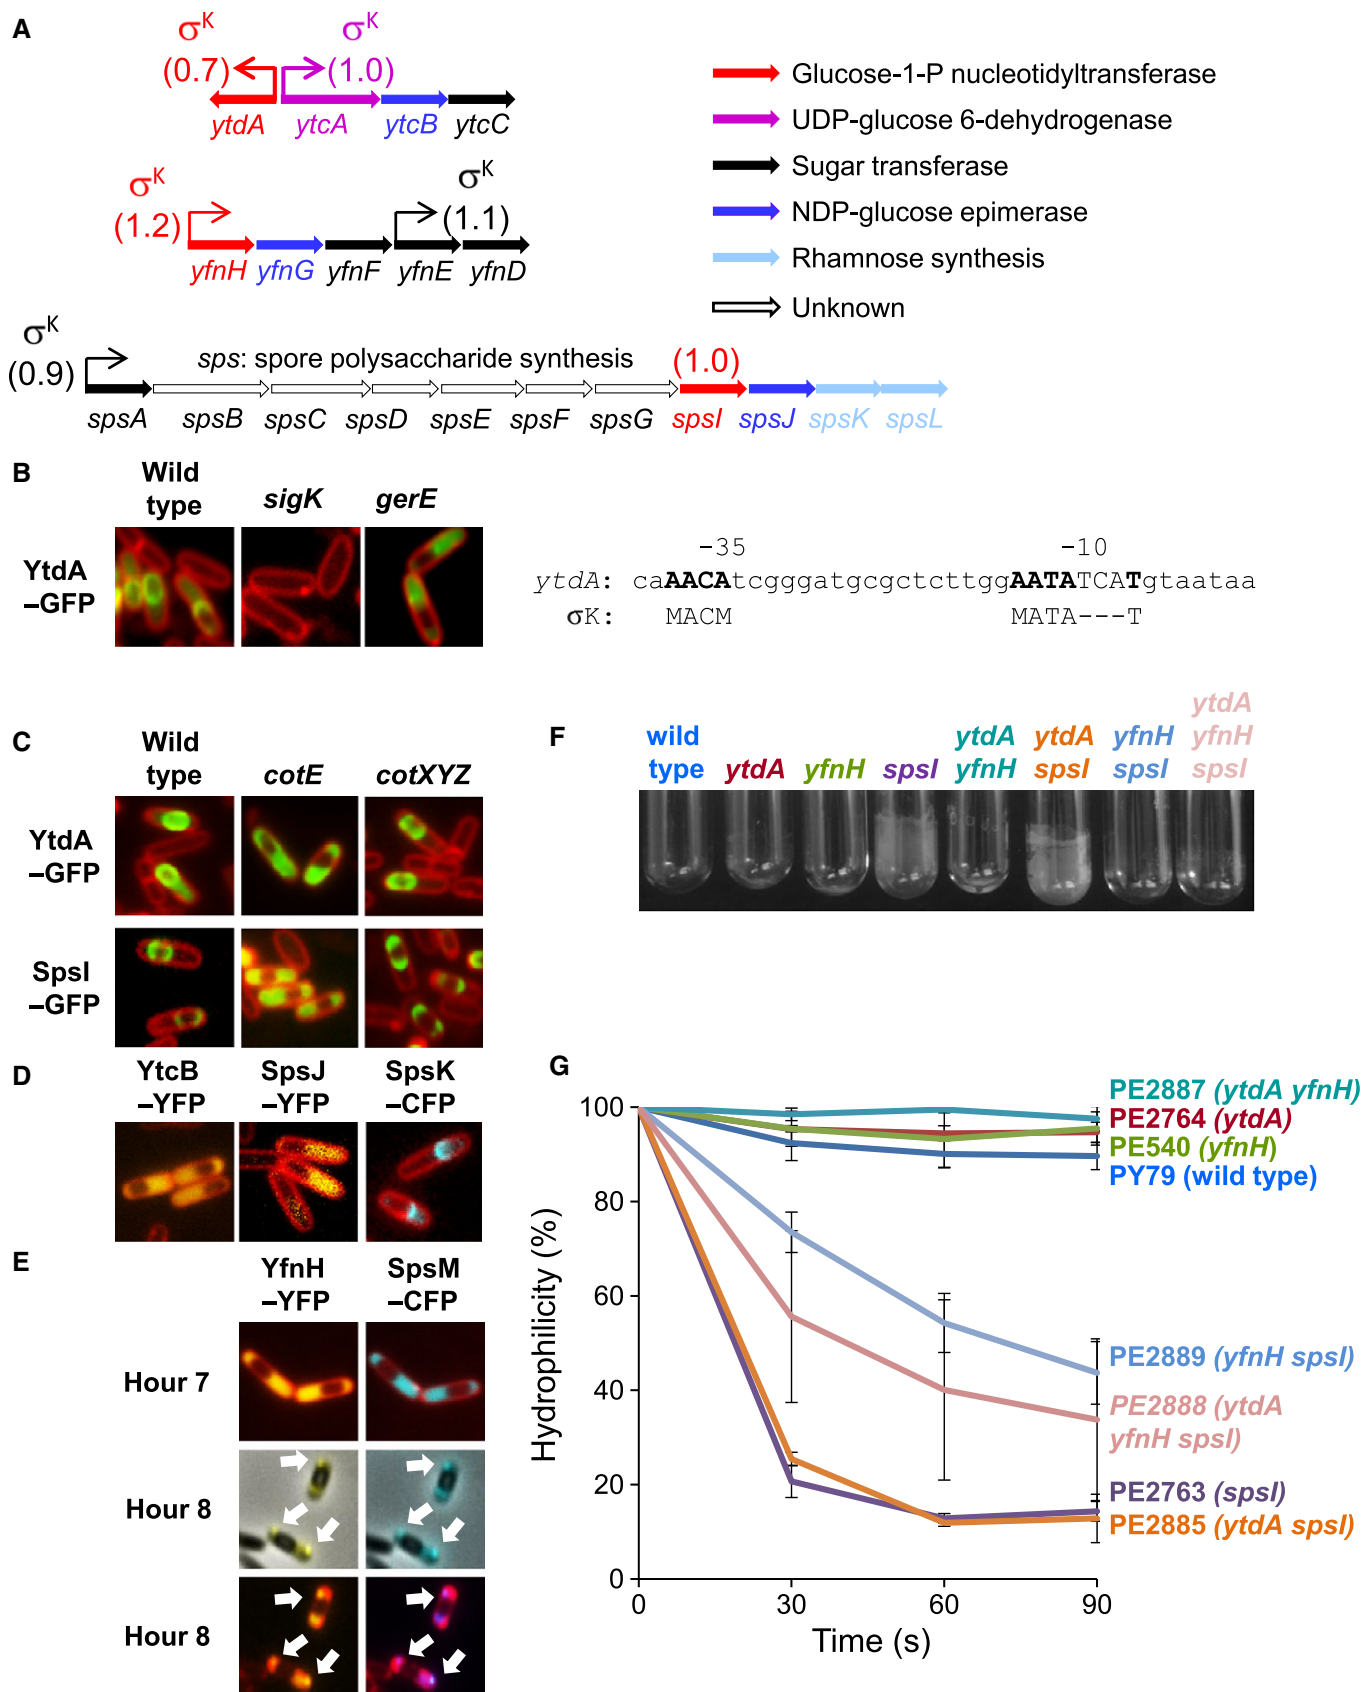 A
σK
(0.7)
σK
(1.0)
ytdA
ytcA
ytcB
ytcC
σK
(1.2)
σK
(1.1)
yfnH
yfnG
yfnF
yfnE
yfnD
σK
(0.9)
sps: spore polysaccharide synthesis
(1.0)
spsA
spsB
spsC
spsD
spsE
spsF
spsG
spsI
spsJ
spsK
spsL
Glucose-1-P nucleotidyltransferase
UDP-glucose 6-dehydrogenase
Sugar transferase
NDP-glucose epimerase
Rhamnose synthesis
Unknown
B
Wild
type
sigK
gerE
YtdA
–GFP
-35
-10
ytdA: caAACAtcgggatgcgctcttggAATATCATgtaataa
σK: MACM MATA---T
C
Wild
type
cotE
cotXYZ
YtdA
–GFP
SpsI
–GFP
D
YtcB
–YFP
SpsJ
–YFP
SpsK
–CFP
E
YfnH
–YFP
SpsM
–CFP
Hour 7
Hour 8
Hour 8
F
wild
type
ytdA
yfnH
spsI
ytdA
yfnH
ytdA
spsI
yfnH
spsI
ytdA
yfnH
spsI
G
Hydrophilicity (%)
100
80
60
40
20
0
0
30
60
90
Time (s)
PE2887 (ytdA yfnH)
PE2764 (ytdA)
PE540 (yfnH)
PY79 (wild type)
PE2889 (yfnH spsI)
PE2888 (ytdA
yfnH spsI)
PE2763 (spsI)
PE2885 (ytdA spsI)